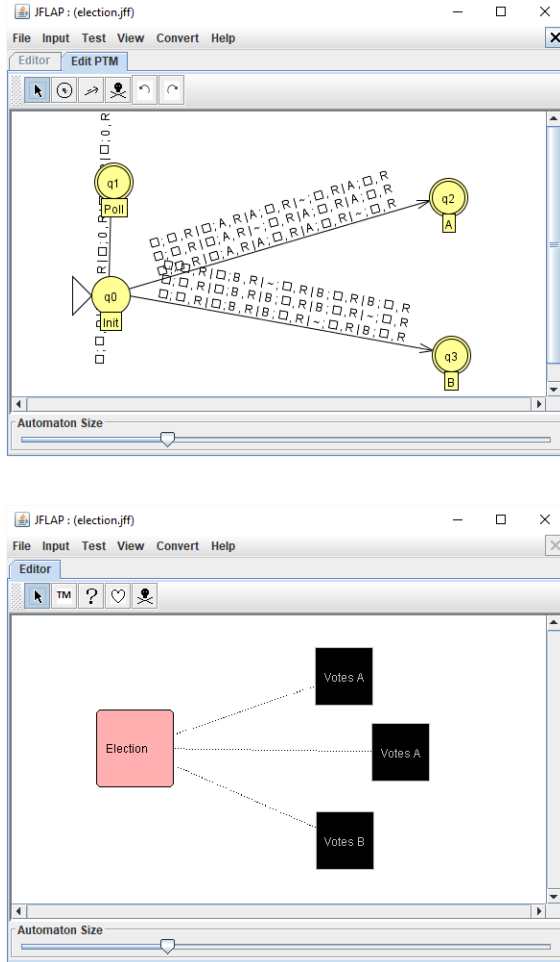 JFLAP : (election.jff)
File Input Test View Convert Help
Editor Edit PTM
q1
Poll
q0
Init
q2
A
q3
B
□;□,R|□;A,R|A;□,R|~;□,R|A;□,R
□;□,R|□;A,R|~;□,R|A;□,R|A;□,R
□;□,R|□;B,R|~;□,R|B;□,R|B;□,R
□;□,R|□;B,R|B;□,R|B;□,R|~;□,R
□;□,R|□;B,R|B;□,R|~;□,R|B;□,R
Automaton Size
JFLAP : (election.jff)
File Input Test View Convert Help
Editor
TM ?
Election
Votes A
Votes A
Votes B
Automaton Size